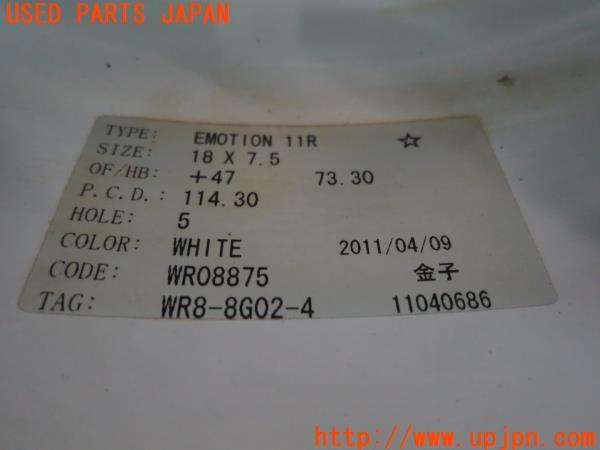 USED PARTS JAPAN
TYPE: EMOTION 11R ☆
SIZE: 18 X 7.5
OF/HB: +47 73.30
P.C.D.: 114.30
HOLE: 5
COLOR: WHITE 2011/04/09
CODE: WRO8875 金子
TAG: WR8-8G02-4 11040686
http://www.upjpn.com/